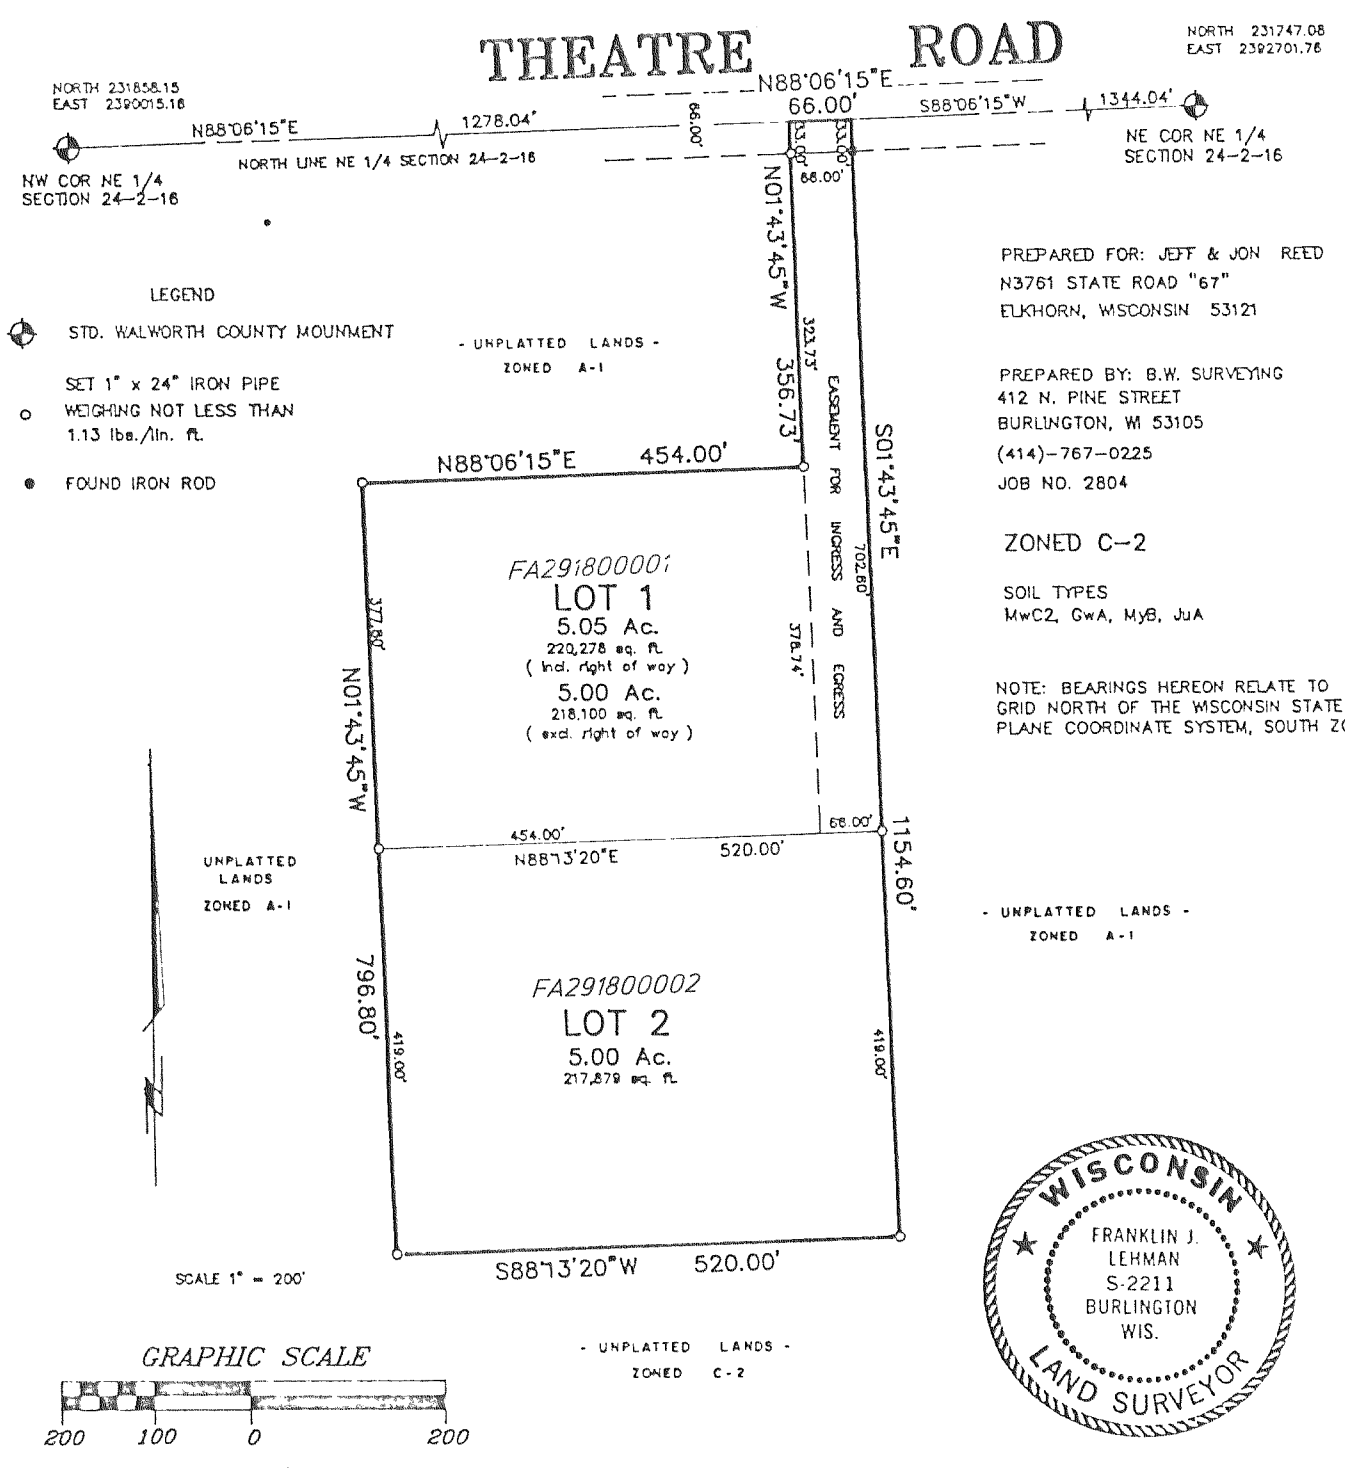 THEATRE ROAD
NORTH 231747.08
EAST 2392701.76
NORTH 231858.15
EAST 2390015.16
N88°06'15"E
66.00'
N88°06'15"E
1278.04'
66.00'
S88°06'15"W
1344.04'
33.00'
33.00'
66.00'
NORTH LINE NE 1/4 SECTION 24-2-16
NW COR NE 1/4
SECTION 24-2-16
NE COR NE 1/4
SECTION 24-2-16
LEGEND
STD. WALWORTH COUNTY MOUNMENT
SET 1" x 24" IRON PIPE
WEIGHING NOT LESS THAN
1.13 lbs./lin. ft.
FOUND IRON ROD
- UNPLATTED LANDS -
ZONED A-1
N01°43'45"W
323.73'
356.73'
EASEMENT FOR INGRESS AND EGRESS
S01°43'45"E
702.60'
1154.60'
PREPARED FOR: JEFF & JON REED
N3761 STATE ROAD "67"
ELKHORN, WISCONSIN 53121
PREPARED BY: B.W. SURVEYING
412 N. PINE STREET
BURLINGTON, WI 53105
(414)-767-0225
JOB NO. 2804
ZONED C-2
SOIL TYPES
MwC2, GwA, MyB, JuA
NOTE: BEARINGS HEREON RELATE TO
GRID NORTH OF THE WISCONSIN STATE
PLANE COORDINATE SYSTEM, SOUTH
N88°06'15"E 454.00'
FA291800001
LOT 1
5.05 Ac.
220,278 sq. ft.
( incl. right of way )
5.00 Ac.
218,100 sq. ft.
( excl. right of way )
377.80'
378.74'
N01°43'45"W
796.80'
454.00'
66.00'
N88°13'20"E
520.00'
UNPLATTED
LANDS
ZONED A-1
- UNPLATTED LANDS -
ZONED A-1
FA291800002
LOT 2
5.00 Ac.
217,879 sq. ft.
419.00'
419.00'
S88°13'20"W 520.00'
SCALE 1" = 200'
GRAPHIC SCALE
200 100 0 200
- UNPLATTED LANDS -
ZONED C-2
WISCONSIN
FRANKLIN J.
LEHMAN
S-2211
BURLINGTON
WIS.
LAND SURVEYOR